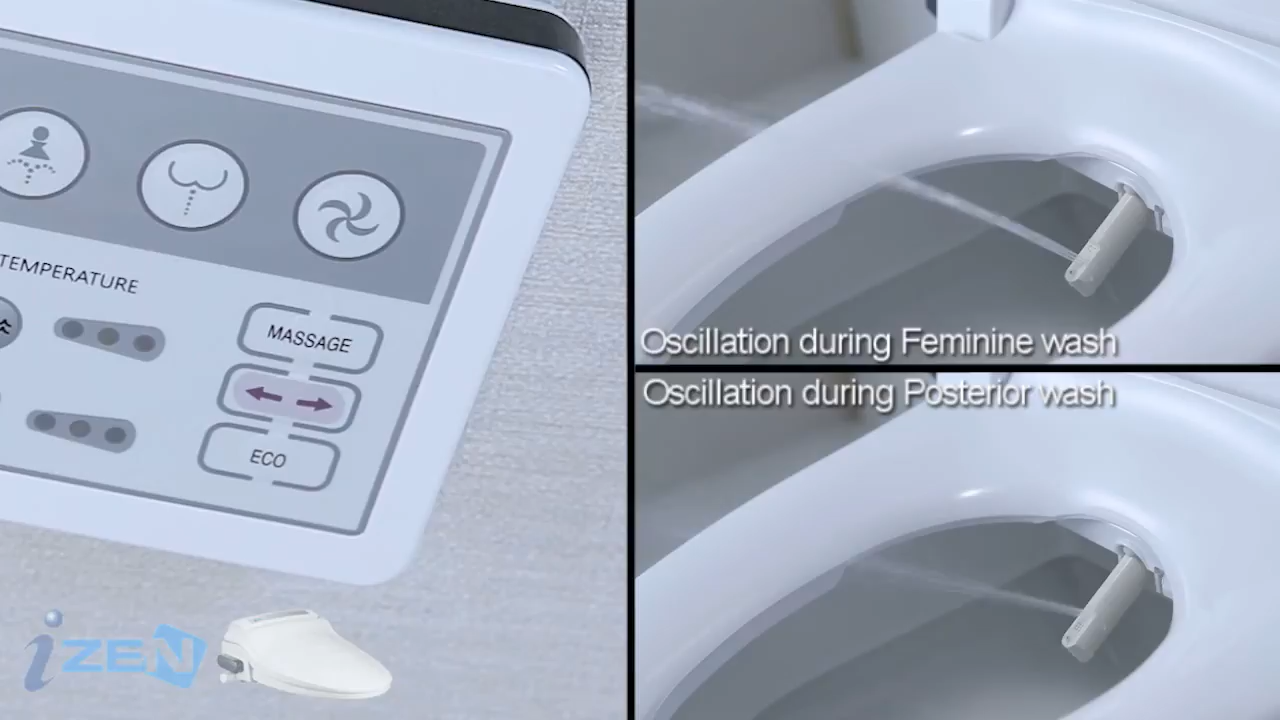 TEMPERATURE
MASSAGE
ECO
iZEN
Oscillation during Feminine wash
Oscillation during Posterior wash